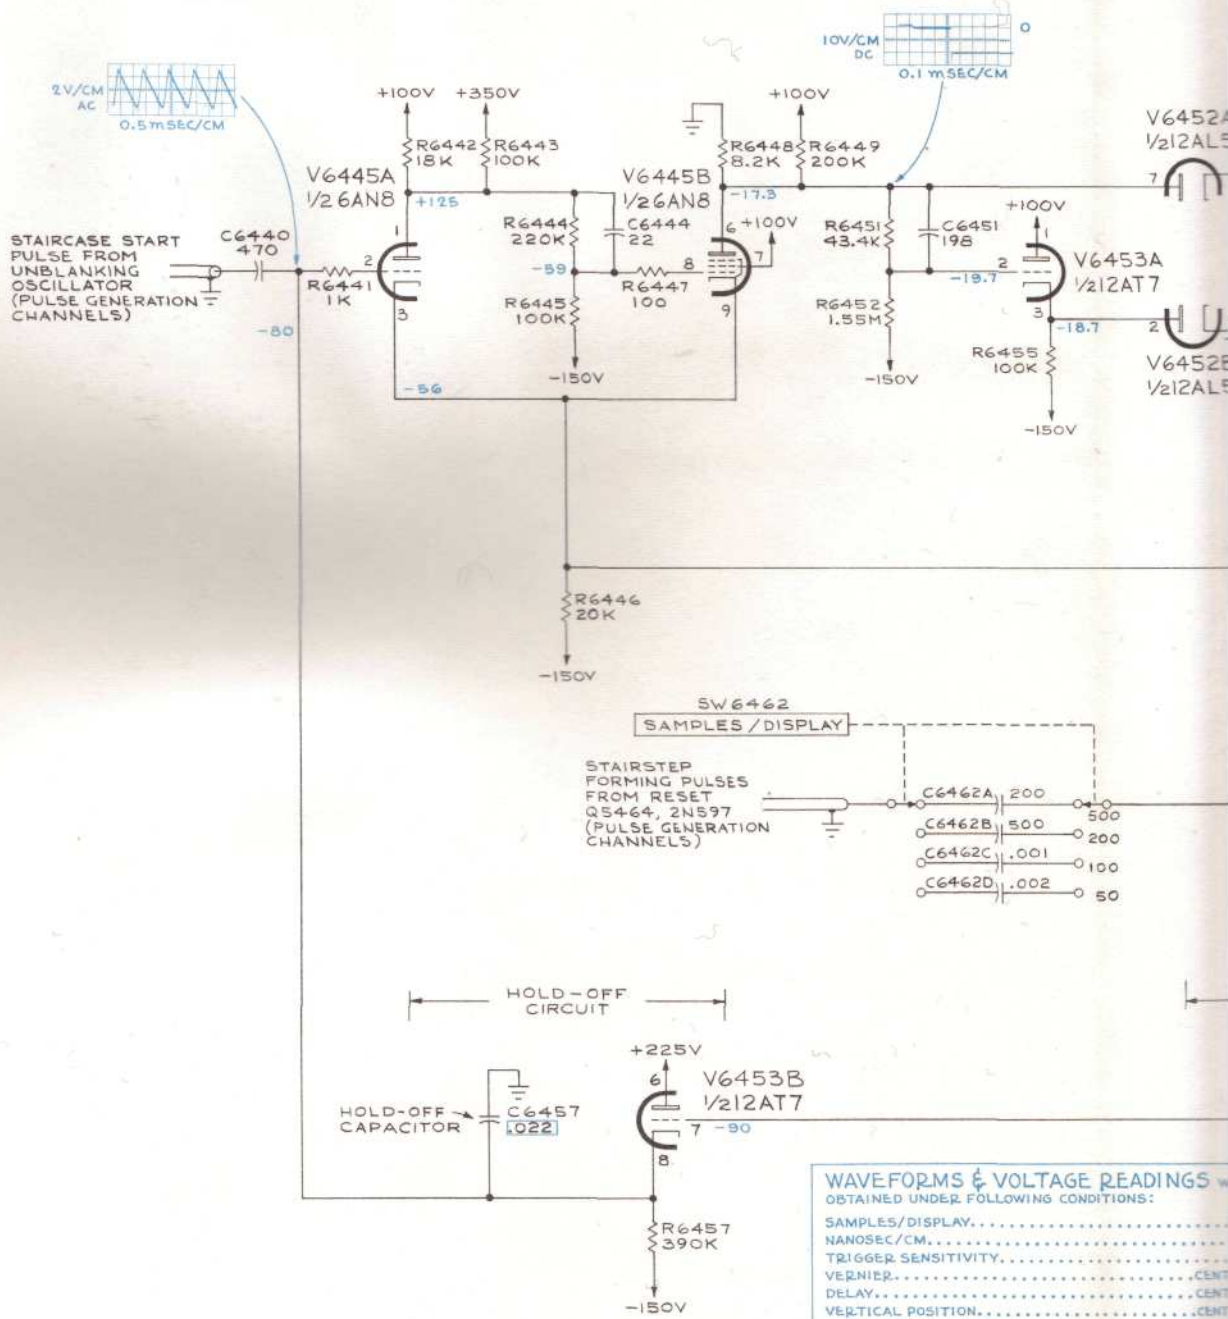 2V/CM
AC
0.5mSEC/CM
10V/CM
DC
O
0.1 mSEC/CM
+100V
+350V
R6442
18K
R6443
100K
V6445A
1/2 6AN8
+125
1
2
3
STAIRCASE START
PULSE FROM
UNBLANKING
OSCILLATOR
(PULSE GENERATION
CHANNELS)
C6440
470
R6441
1K
-80
-56
R6444
220K
C6444
22
-59
R6445
100K
R6447
100
-150V
V6445B
1/2 6AN8
6
+100V
7
8
9
R6448
8.2K
+100V
R6449
200K
-17.3
R6451
43.4K
C6451
198
-19.7
R6452
1.55M
-150V
+100V
1
2
3
V6453A
1/2 12AT7
-18.7
R6455
100K
-150V
V6452A
1/2 12AL5
7
2
1/2 12AL5
R6446
20K
-150V
SW6462
SAMPLES/DISPLAY
STAIRSTEP
FORMING PULSES
FROM RESET
Q5464, 2N597
(PULSE GENERATION
CHANNELS)
C6462A 200
500
C6462B 500
200
C6462C .001
100
C6462D .002
50
HOLD-OFF
CIRCUIT
+225V
6
V6453B
1/2 12AT7
7 -90
8
HOLD-OFF
CAPACITOR
C6457
.022
R6457
390K
-150V
WAVEFORMS & VOLTAGE READINGS
OBTAINED UNDER FOLLOWING CONDITIONS:
SAMPLES/DISPLAY
NANOSEC/CM
TRIGGER SENSITIVITY
VERNIER
DELAY
VERTICAL POSITION